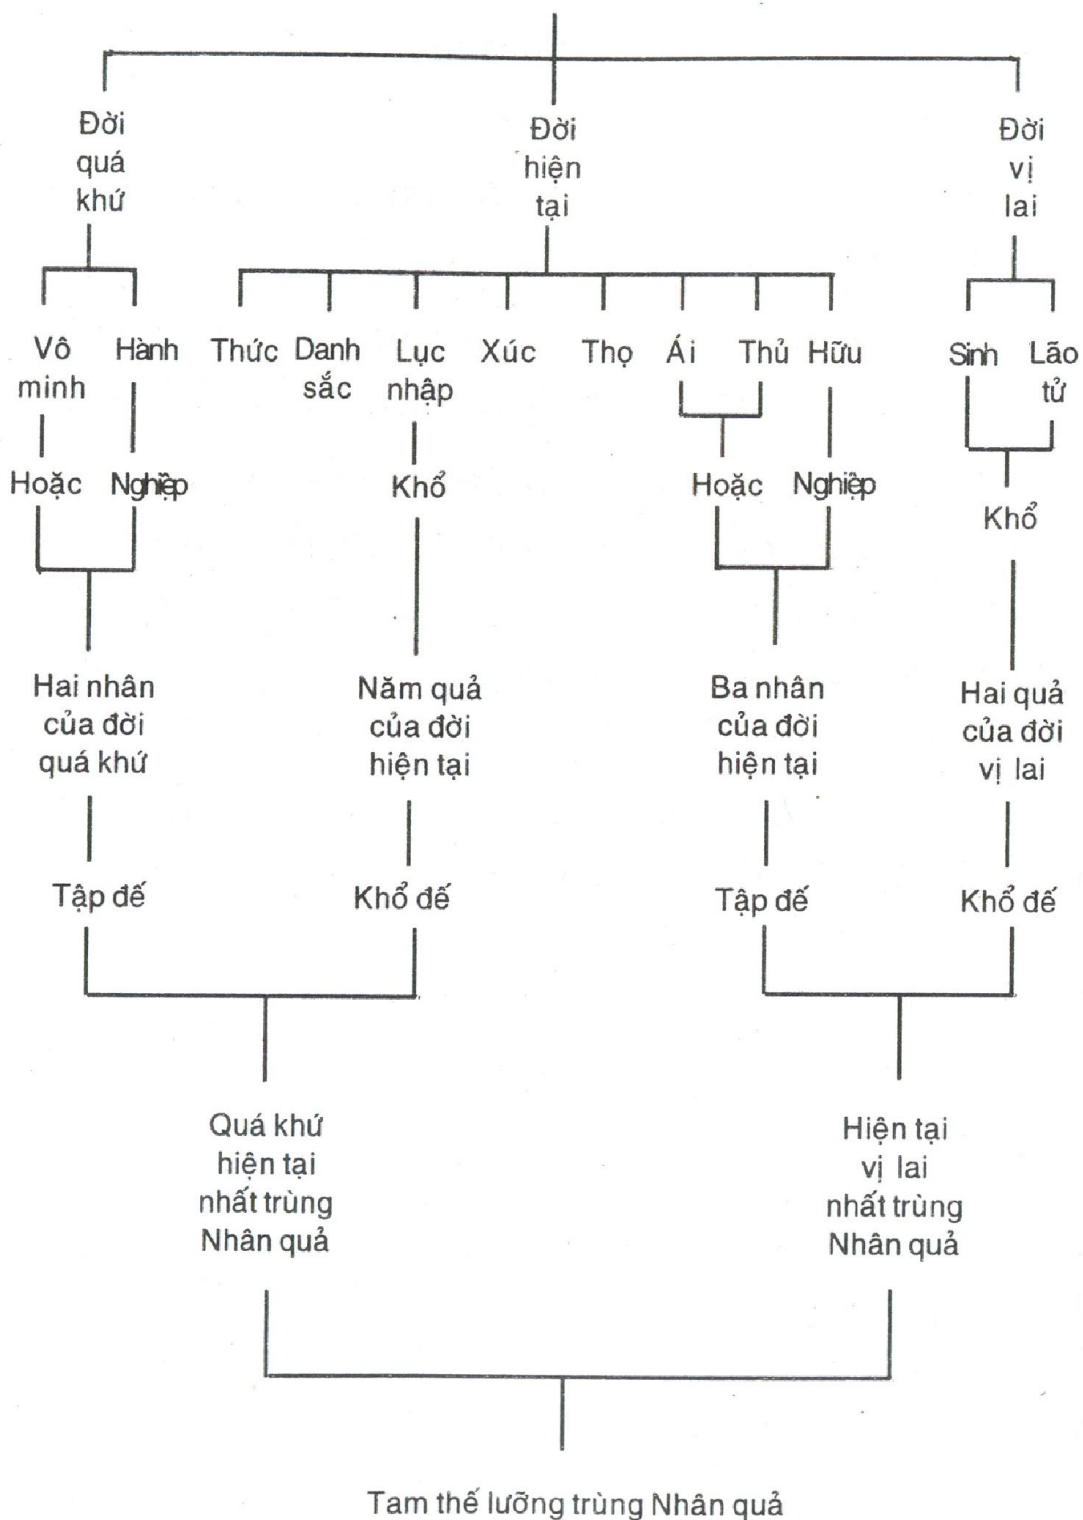 Đời
quá
khứ
Đời
hiện
tại
Đời
vị
lai
Vô
minh
Hành
Thức
Danh
sắc
Lục
nhập
Xúc
Thọ
Ái
Thủ
Hữu
Sinh
Lão
tử
Hoặc
Nghiệp
Khổ
Hoặc
Nghiệp
Khổ
Hai nhân
của đời
quá khứ
Năm quả
của đời
hiện tại
Ba nhân
của đời
hiện tại
Hai quả
của đời
vị lai
Tập đế
Khổ đế
Tập đế
Khổ đế
Quá khứ
hiện tại
nhất trùng
Nhân quả
Hiện tại
vị lai
nhất trùng
Nhân quả
Tam thế lưỡng trùng Nhân quả